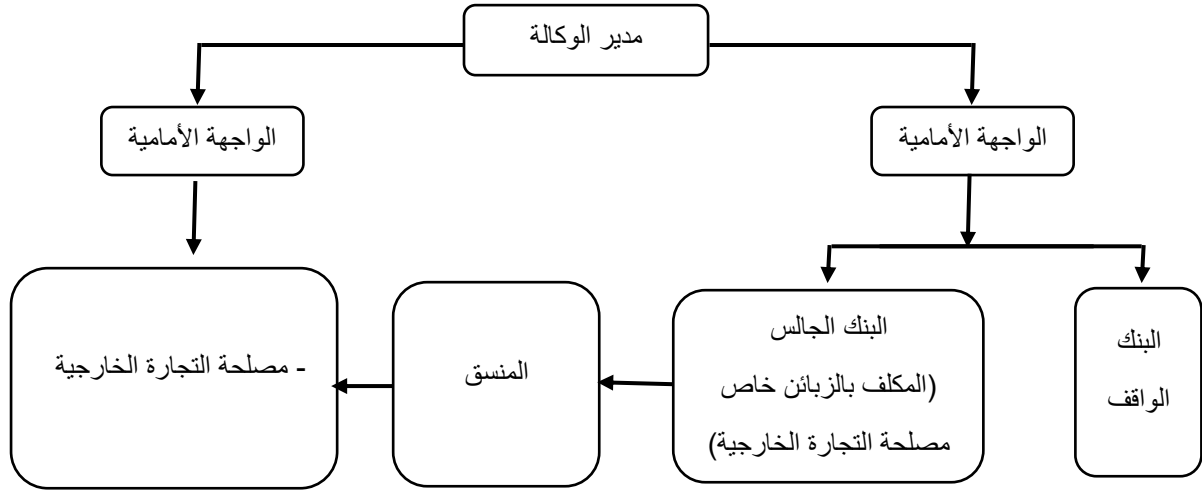 مدير الوكالة
الواجهة الأمامية
الواجهة الأمامية
البنك
الواقف
البنك الجالس
(المكلف بالزبائن خاص
مصلحة التجارة الخارجية)
المنسق
- مصلحة التجارة الخارجية